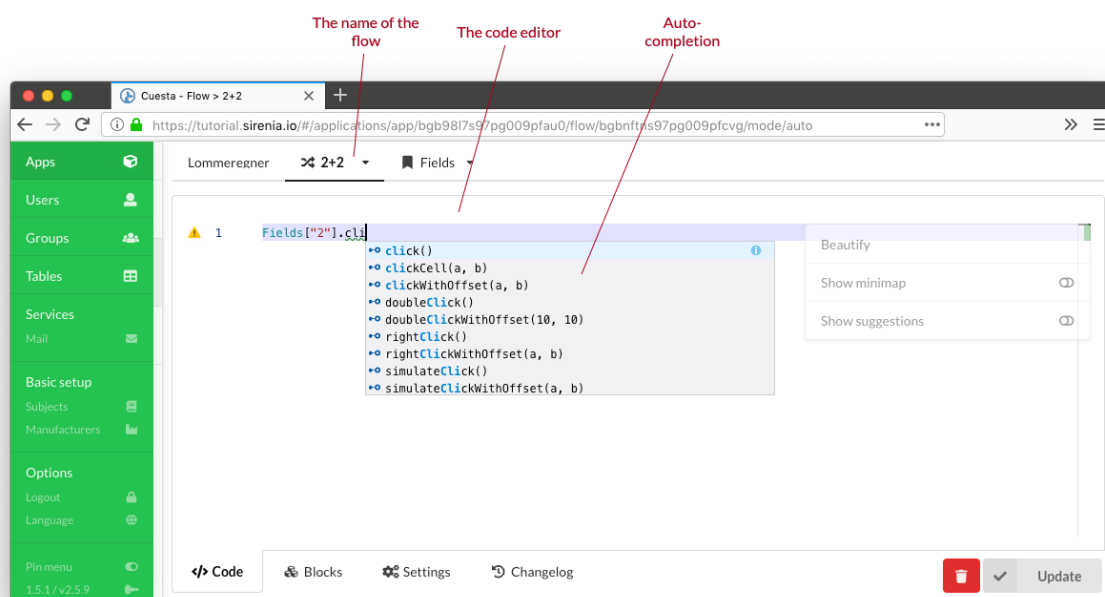 The name of the
flow
The code editor
Auto-
completion
Cuesta - Flow > 2+2
https://tutorial.sirenia.io/#/applications/app/bgb98l7s97pg009pfau0/flow/bgbnftns97pg009pfcvg/mode/auto
Apps
Users
Groups
Tables
Services
Mail
Basic setup
Subjects
Manufacturers
Options
Logout
Language
Pin menu
1.5.1 / v2.5.9
Lommeregner
2+2
Fields
1
Fields["2"].cli
click()
clickCell(a, b)
clickWithOffset(a, b)
doubleClick()
doubleClickWithOffset(10, 10)
rightClick()
rightClickWithOffset(a, b)
simulateClick()
simulateClickWithOffset(a, b)
Beautify
Show minimap
Show suggestions
</> Code
Blocks
Settings
Changelog
Update